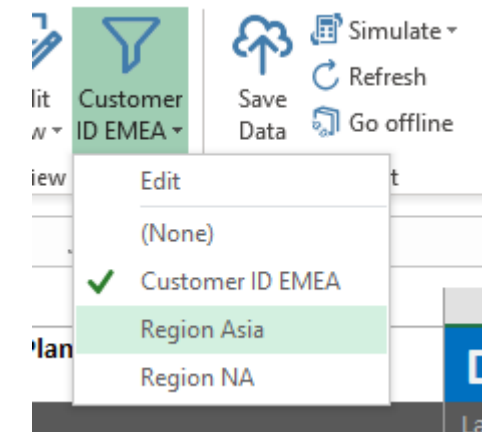 lit
w
Customer
ID EMEA
Save
Data
Simulate
Refresh
Go offline
iew
t
Edit
(None)
Customer ID EMEA
Region Asia
Region NA
Plan
D
La